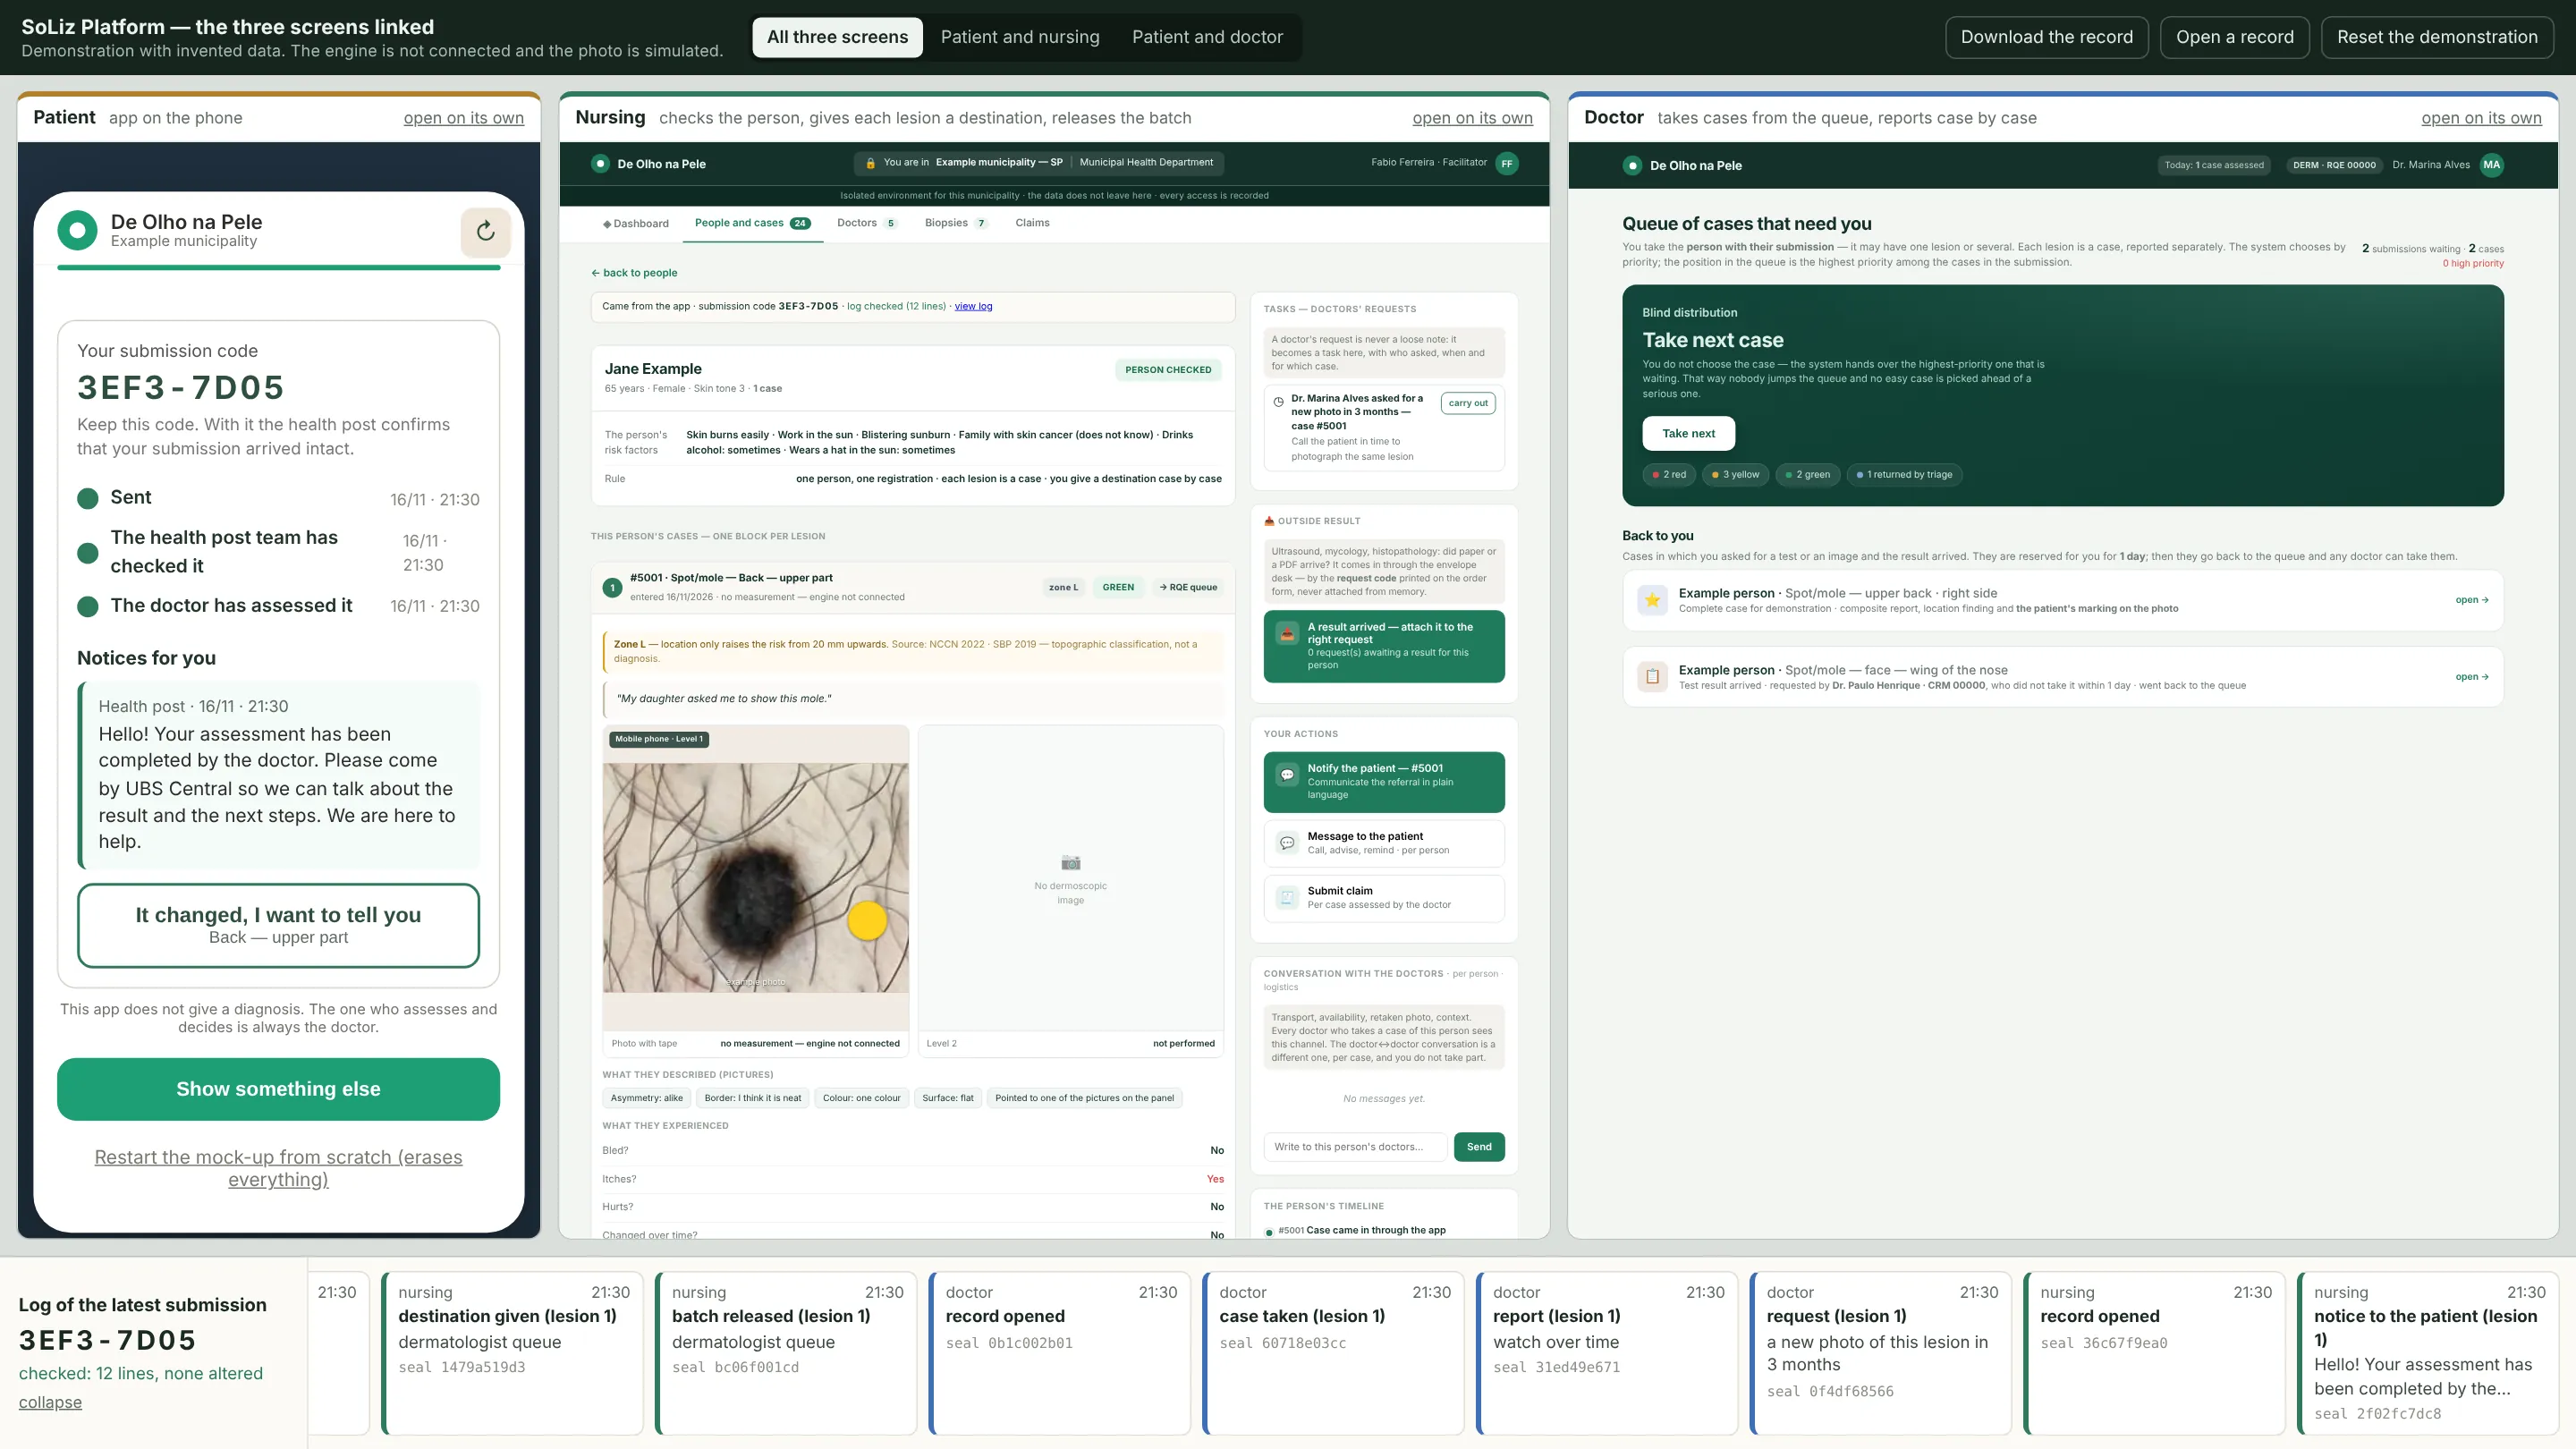 SoLiz Platform — the three screens linked
Demonstration with invented data. The engine is not connected and the photo is simulated.
All three screens
Patient and nursing
Patient and doctor
Download the record
Open a record
Reset the demonstration
Patient app on the phone open on its own
De Olho na Pele
Example municipality
Your submission code
3EF3-7D05
Keep this code. With it the health post confirms
that your submission arrived intact.
Sent 16/11 · 21:30
The health post team has
checked it
16/11 ·
21:30
The doctor has assessed it 16/11 · 21:30
Notices for you
Health post · 16/11 · 21:30
Hello! Your assessment has been
completed by the doctor. Please come
by UBS Central so we can talk about the
result and the next steps. We are here to
help.
It changed, I want to tell you
Back — upper part
This app does not give a diagnosis. The one who assesses and
decides is always the doctor.
Show something else
Restart the mock-up from scratch (erases
everything)
Nursing checks the person, gives each lesion a destination, releases the batch open on its own
De Olho na Pele
You are in Example municipality — SP | Municipal Health Department
Fabio Ferreira · Facilitator FF
Isolated environment for this municipality · the data does not leave here · every access is recorded
◈ Dashboard
People and cases 24
Doctors 5
Biopsies 7
Claims
← back to people
Came from the app · submission code 3EF3-7D05 · log checked (12 lines) · view log
Jane Example
PERSON CHECKED
65 years · Female · Skin tone 3 · 1 case
The person's
risk factors
Skin burns easily · Work in the sun · Blistering sunburn · Family with skin cancer (does not know) · Drinks
alcohol: sometimes · Wears a hat in the sun: sometimes
Rule one person, one registration · each lesion is a case · you give a destination case by case
THIS PERSON'S CASES — ONE BLOCK PER LESION
1
#5001 · Spot/mole — Back — upper part
entered 16/11/2026 · no measurement — engine not connected
zone L
GREEN
→ RQE queue
Zone L — location only raises the risk from 20 mm upwards. Source: NCCN 2022 · SBP 2019 — topographic classification, not a
diagnosis.
"My daughter asked me to show this mole."
Mobile phone · Level 1
example photo
Photo with tape no measurement — engine not connected
No dermoscopic
image
Level 2 not performed
WHAT THEY DESCRIBED (PICTURES)
Asymmetry: alike
Border: I think it is neat
Colour: one colour
Surface: flat
Pointed to one of the pictures on the panel
WHAT THEY EXPERIENCED
Bled? No
Itches? Yes
Hurts? No
Changed over time? No
TASKS — DOCTORS' REQUESTS
A doctor's request is never a loose note: it
becomes a task here, with who asked, when and
for which case.
Dr. Marina Alves asked for a
new photo in 3 months —
case #5001
Call the patient in time to
photograph the same lesion
carry out
OUTSIDE RESULT
Ultrasound, mycology, histopathology: did paper or
a PDF arrive? It comes in through the envelope
desk — by the request code printed on the order
form, never attached from memory.
A result arrived — attach it to the
right request
0 request(s) awaiting a result for this
person
YOUR ACTIONS
Notify the patient — #5001
Communicate the referral in plain
language
Message to the patient
Call, advise, remind · per person
Submit claim
Per case assessed by the doctor
CONVERSATION WITH THE DOCTORS · per person ·
logistics
Transport, availability, retaken photo, context.
Every doctor who takes a case of this person sees
this channel. The doctor↔doctor conversation is a
different one, per case, and you do not take part.
No messages yet.
Write to this person's doctors...
Send
THE PERSON'S TIMELINE
#5001 Case came in through the app
Doctor takes cases from the queue, reports case by case open on its own
De Olho na Pele
Today: 1 case assessed
DERM · RQE 00000
Dr. Marina Alves MA
Queue of cases that need you
You take the person with their submission — it may have one lesion or several. Each lesion is a case, reported separately. The system chooses by
priority; the position in the queue is the highest priority among the cases in the submission.
2 submissions waiting · 2 cases
0 high priority
Blind distribution
Take next case
You do not choose the case — the system hands over the highest-priority one that is
waiting. That way nobody jumps the queue and no easy case is picked ahead of a
serious one.
Take next
2 red
3 yellow
2 green
1 returned by triage
Back to you
Cases in which you asked for a test or an image and the result arrived. They are reserved for you for 1 day; then they go back to the queue and any doctor can take them.
Example person · Spot/mole — upper back · right side
Complete case for demonstration · composite report, location finding and the patient's marking on the photo
open →
Example person · Spot/mole — face — wing of the nose
Test result arrived · requested by Dr. Paulo Henrique · CRM 00000, who did not take it within 1 day · went back to the queue
open →
Log of the latest submission
3EF3-7D05
checked: 12 lines, none altered
collapse
21:30
nursing 21:30
destination given (lesion 1)
dermatologist queue
seal 1479a519d3
nursing 21:30
batch released (lesion 1)
dermatologist queue
seal bc06f001cd
doctor 21:30
record opened
seal 0b1c002b01
doctor 21:30
case taken (lesion 1)
seal 60718e03cc
doctor 21:30
report (lesion 1)
watch over time
seal 31ed49e671
doctor 21:30
request (lesion 1)
a new photo of this lesion in
3 months
seal 0f4df68566
nursing 21:30
record opened
seal 36c67f9ea0
nursing 21:30
notice to the patient (lesion
1)
Hello! Your assessment has
been completed by the...
seal 2f02fc7dc8